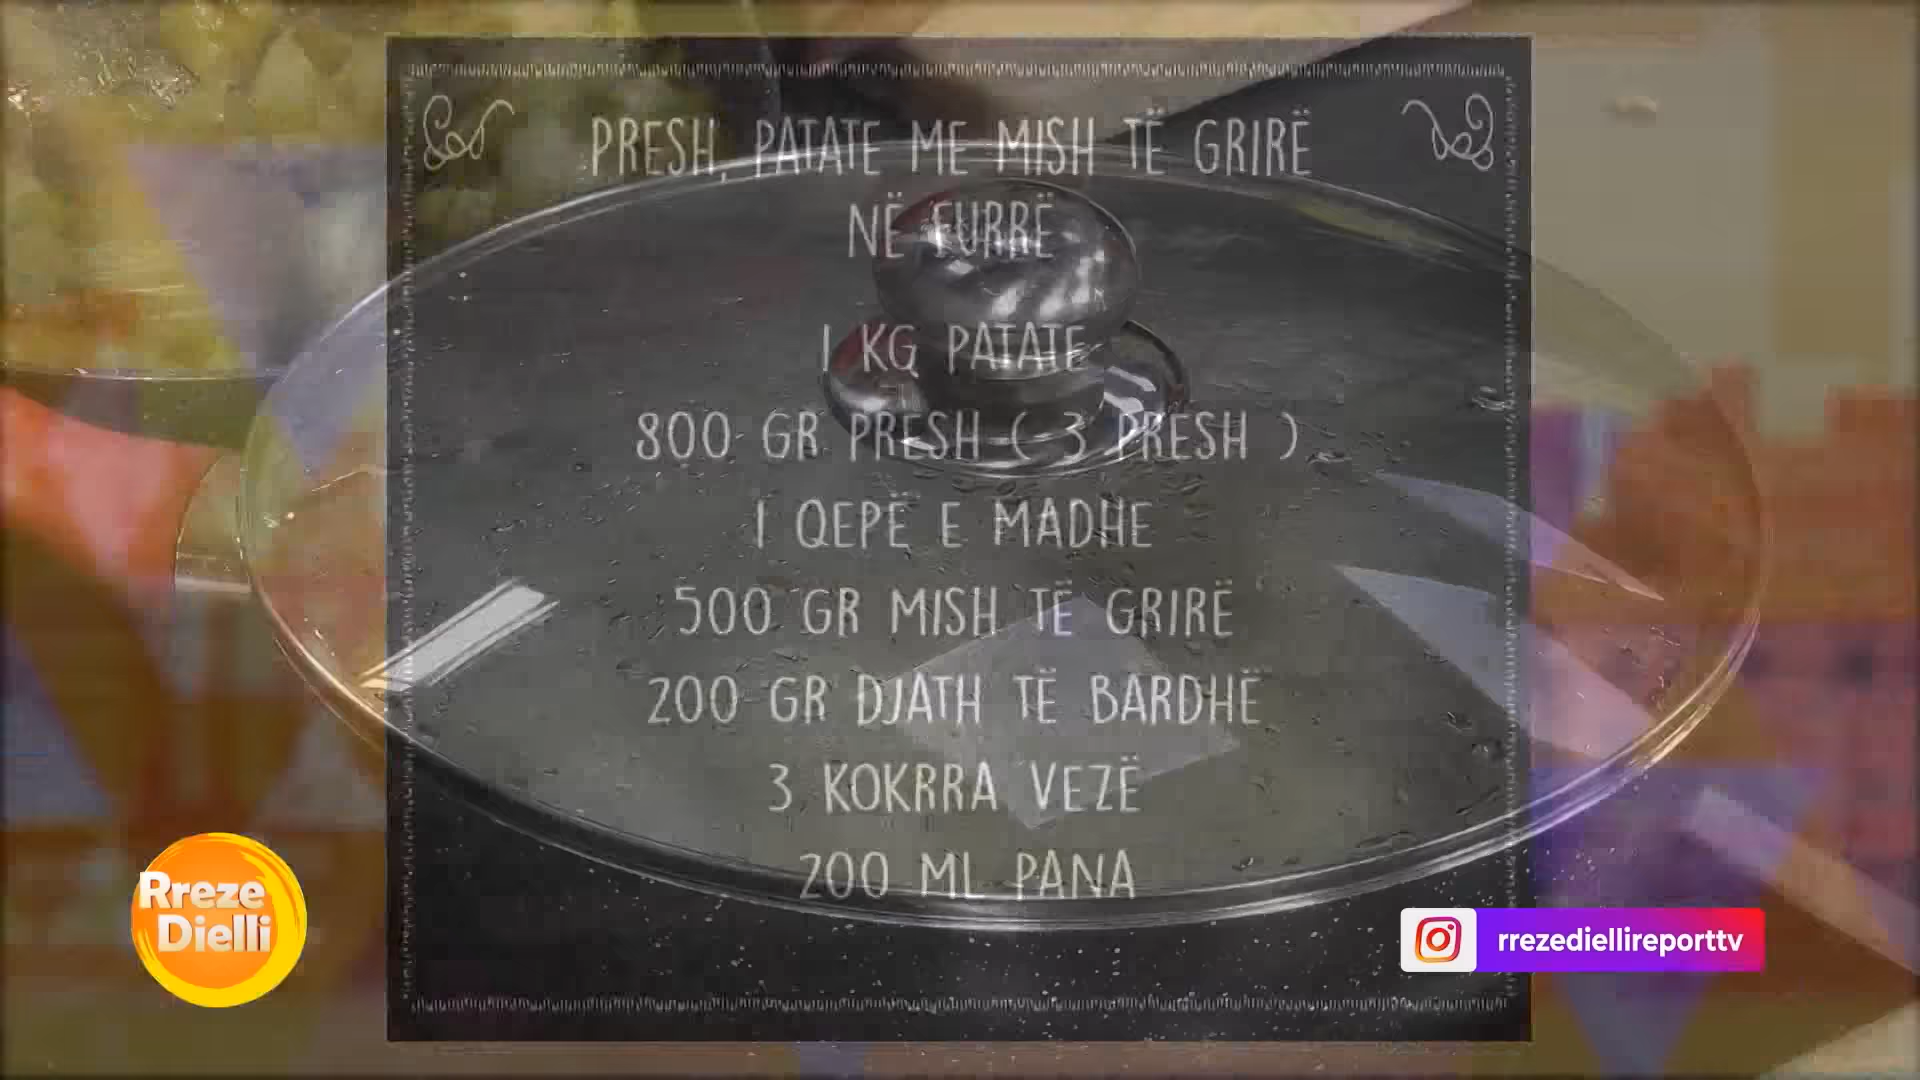 PRESH, PATATE ME MISH TË GRIRË
NË FURRË
1 KG PATATE
800 GR PRESH ( 3 PRESH )
1 QEPË E MADHE
500 GR MISH TË GRIRË
200 GR DJATH TË BARDHË
3 KOKRRA VEZË
200 ML PANA
Rreze
Dielli
rrezediellireporttv